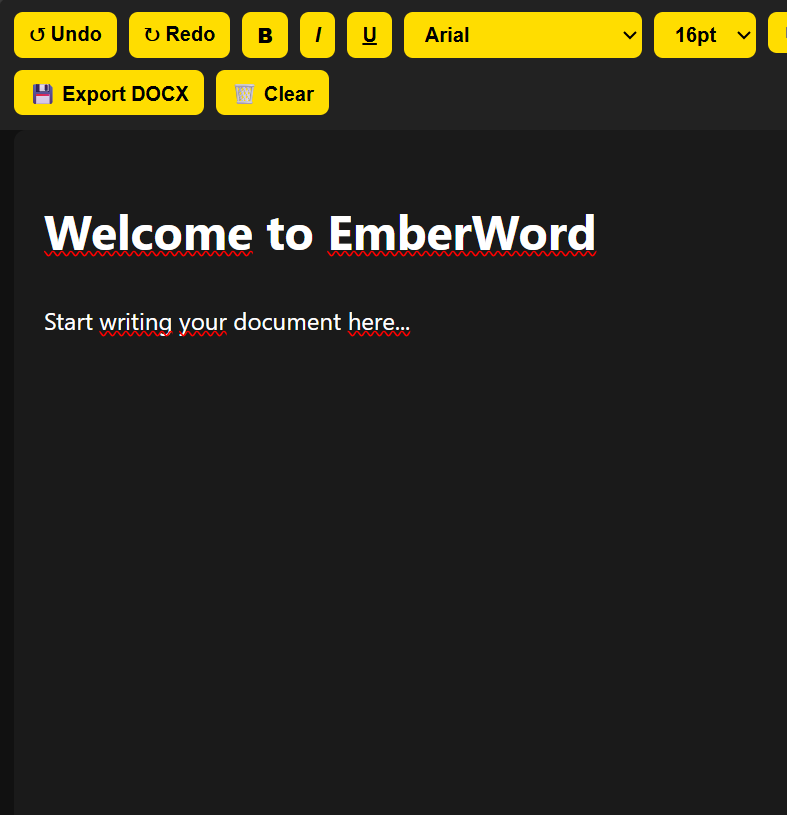 ↺ Undo ↻ Redo B I U Arial 16pt
💾 Export DOCX 🗑️ Clear
Welcome to EmberWord
Start writing your document here...